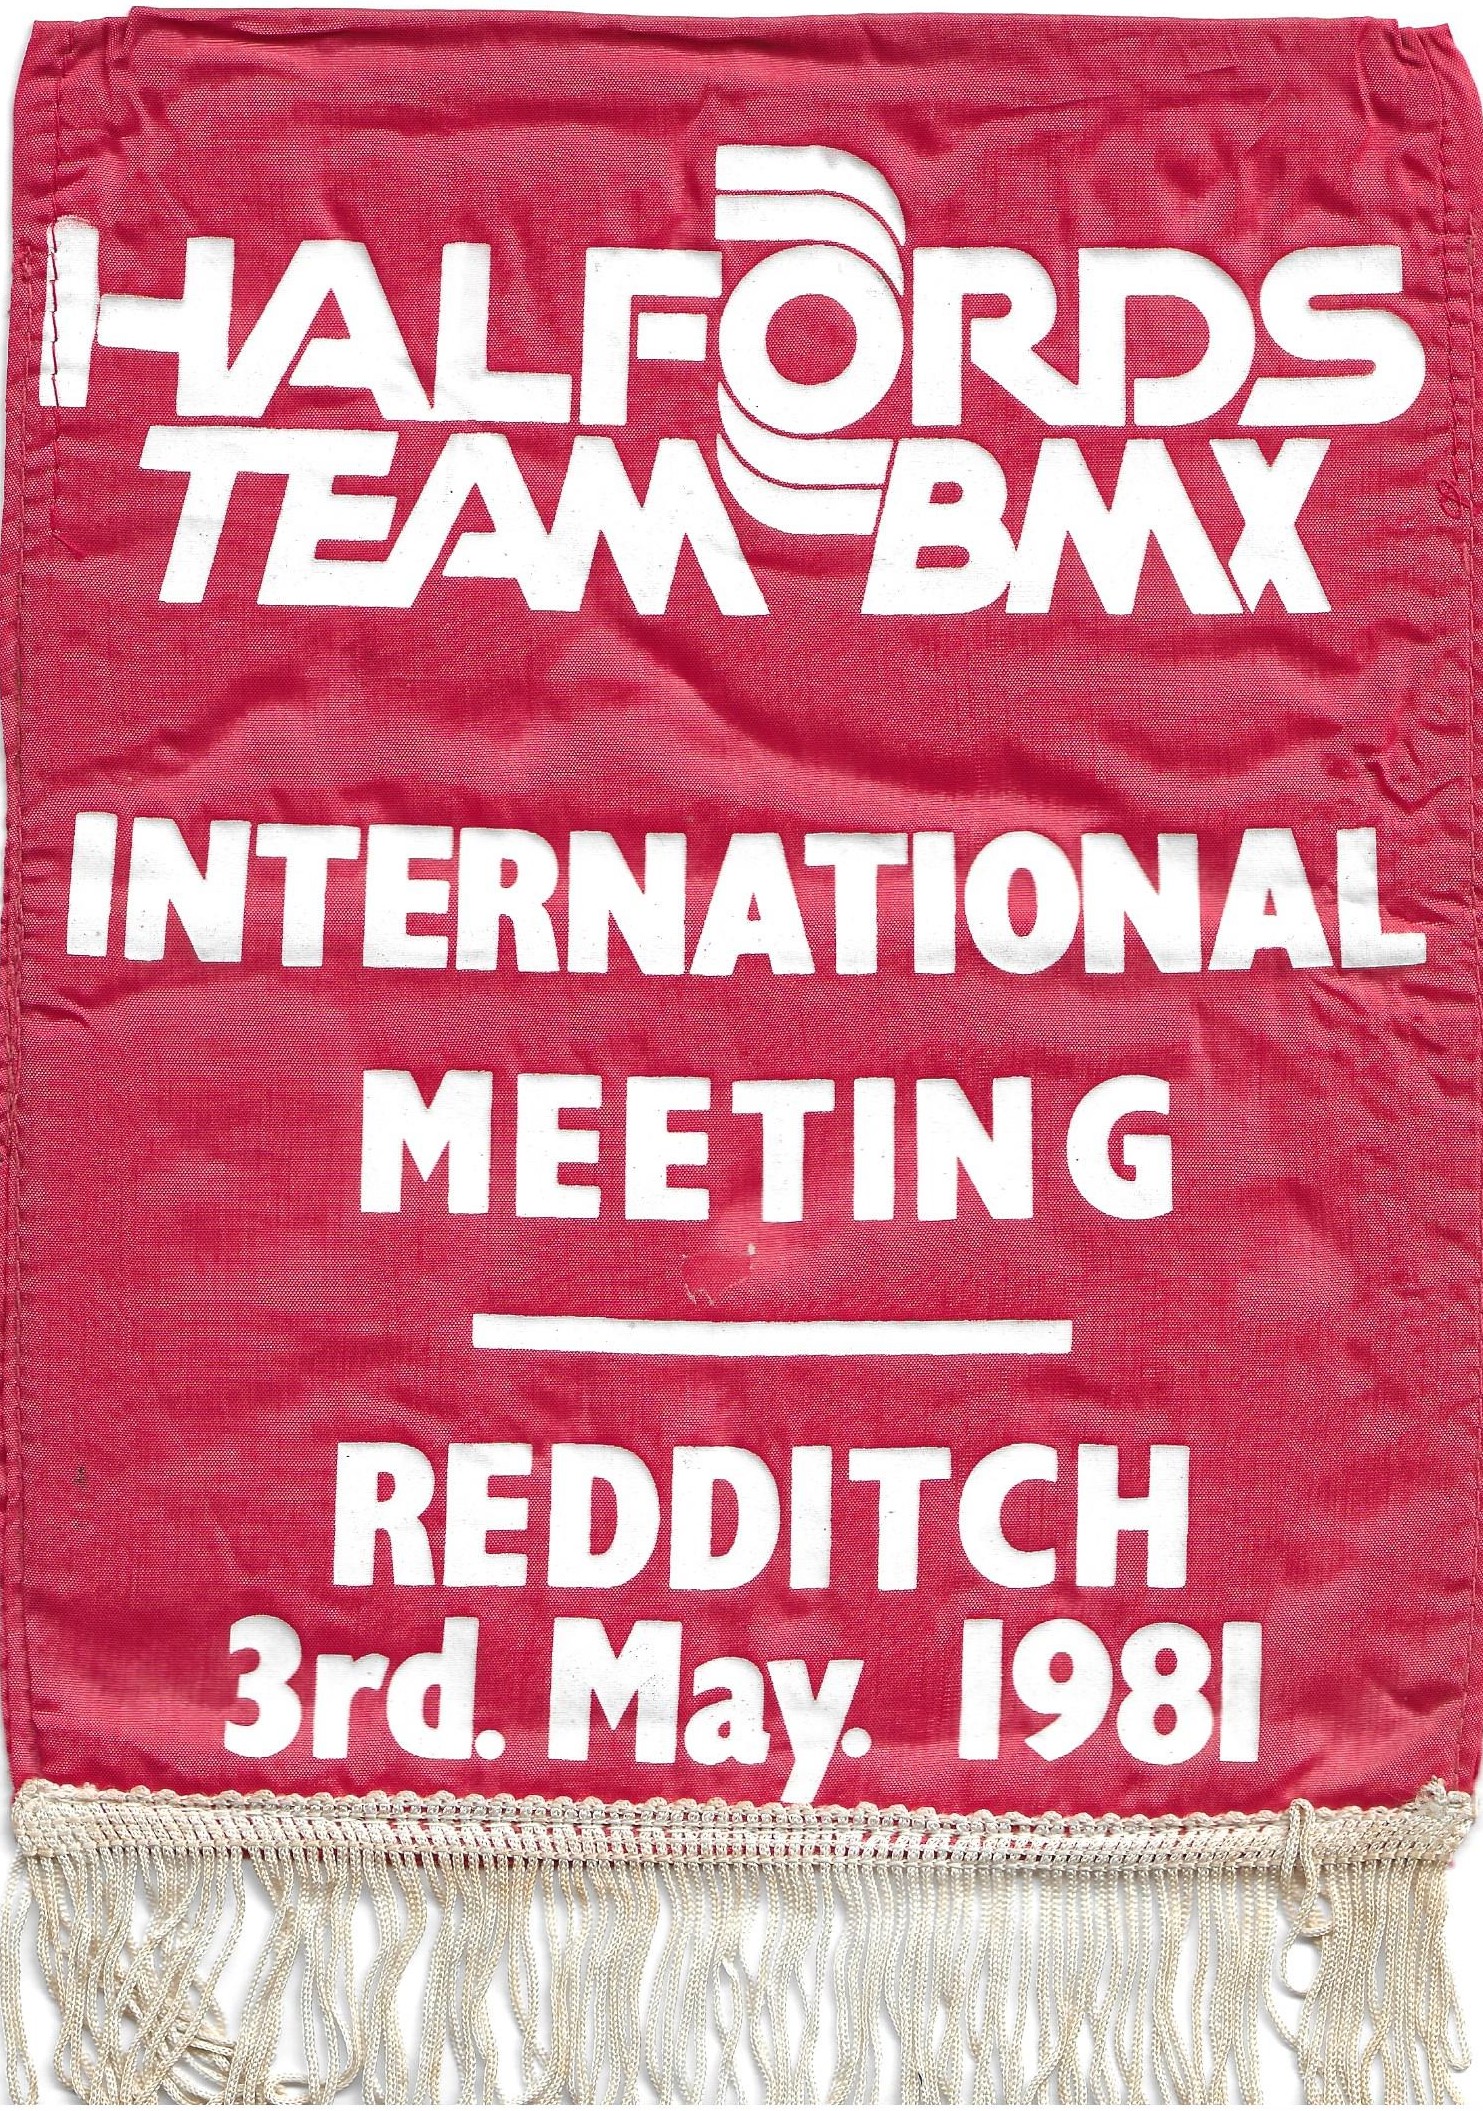 HALFORDS
TEAM BMX
INTERNATIONAL
MEETING
REDDITCH
3rd. May. 1981